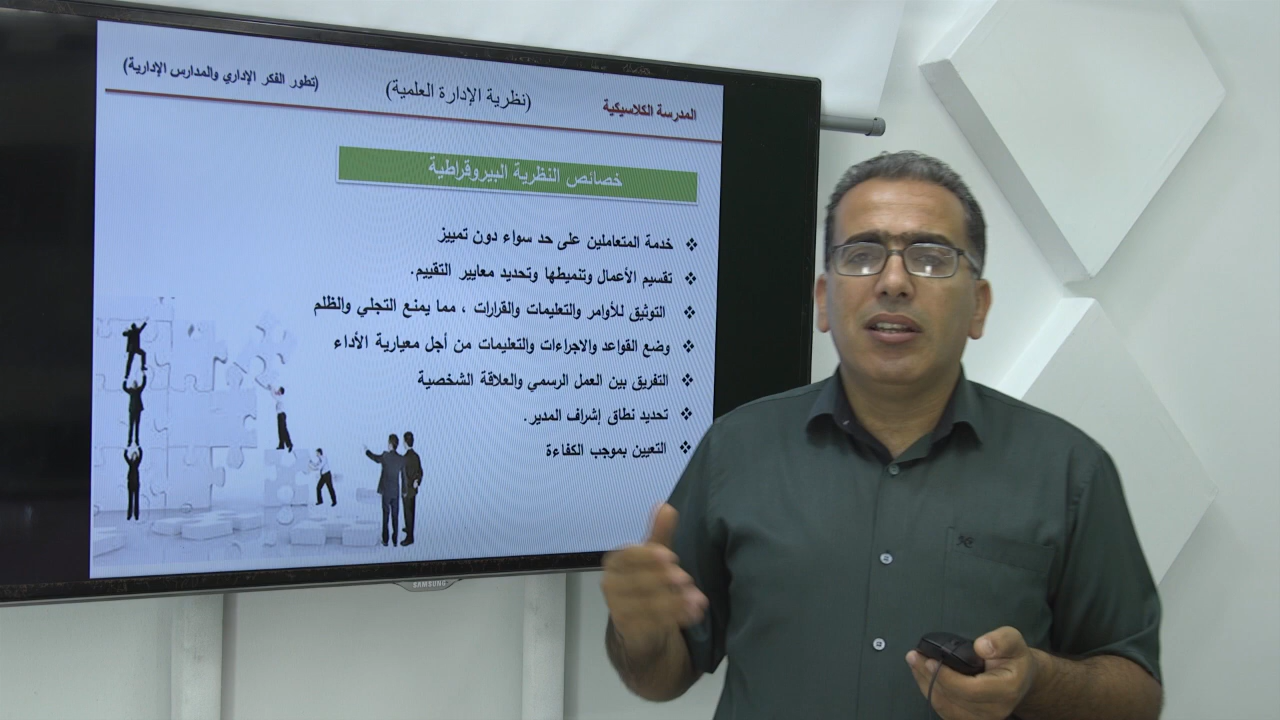 المدرسة الكلاسيكية
(نظرية الإدارة العلمية)
(تطور الفكر الإداري والمدارس الإدارية)
خصائص النظرية البيروقراطية
خدمة المتعاملين على حد سواء دون تمييز
تقسيم الأعمال وتنميطها وتحديد معايير التقييم.
التوثيق للأوامر والتعليمات والقرارات ، مما يمنع التجلي والظلم
وضع القواعد والاجراءات والتعليمات من أجل معيارية الأداء
التفريق بين العمل الرسمي والعلاقة الشخصية
تحديد نطاق إشراف المدير.
التعيين بموجب الكفاءة
SAMSUNG